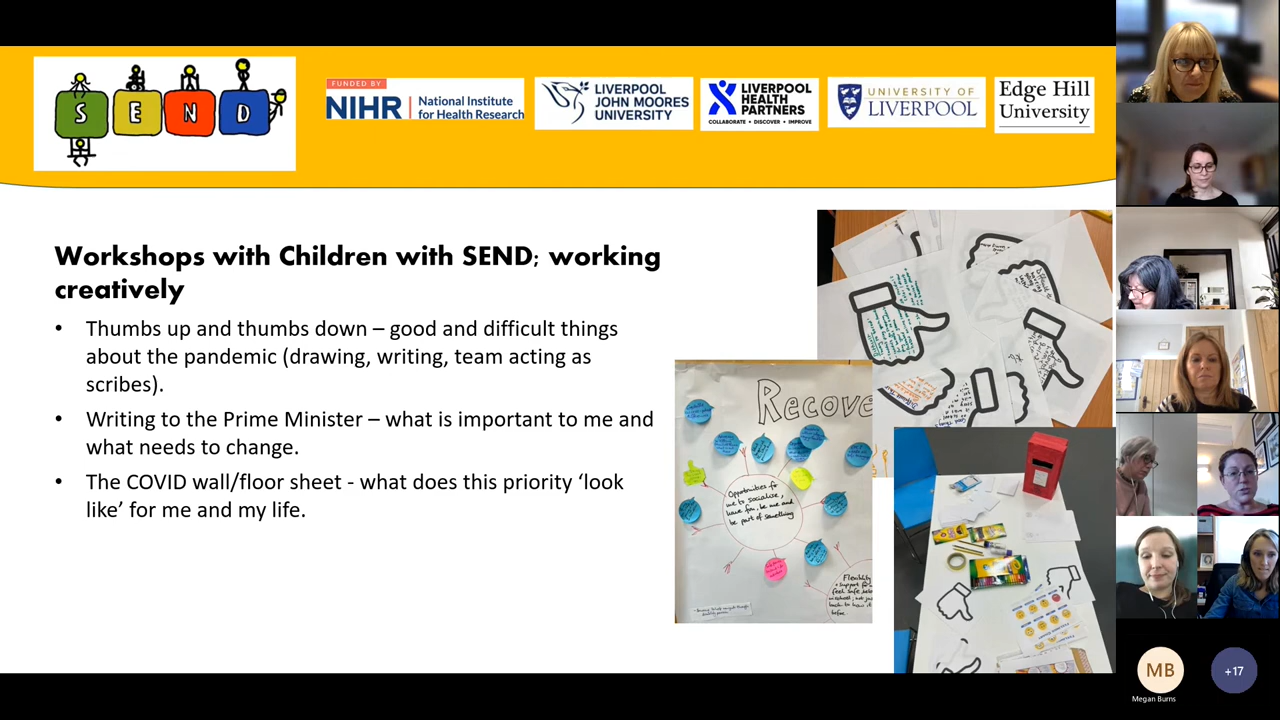 S E N D
FUNDED BY
NIHR | National Institute
for Health Research
LIVERPOOL
JOHN MOORES
UNIVERSITY
LIVERPOOL
HEALTH
PARTNERS
COLLABORATE • DISCOVER • IMPROVE
UNIVERSITY OF
LIVERPOOL
Edge Hill
University
Workshops with Children with SEND; working
creatively
• Thumbs up and thumbs down – good and difficult things
about the pandemic (drawing, writing, team acting as
scribes).
• Writing to the Prime Minister – what is important to me and
what needs to change.
• The COVID wall/floor sheet - what does this priority ‘look
like’ for me and my life.
Recove
Opportunities for
me to socialise,
have fun, be me and
be part of something
Flexibility
MB
+17
Megan Burns